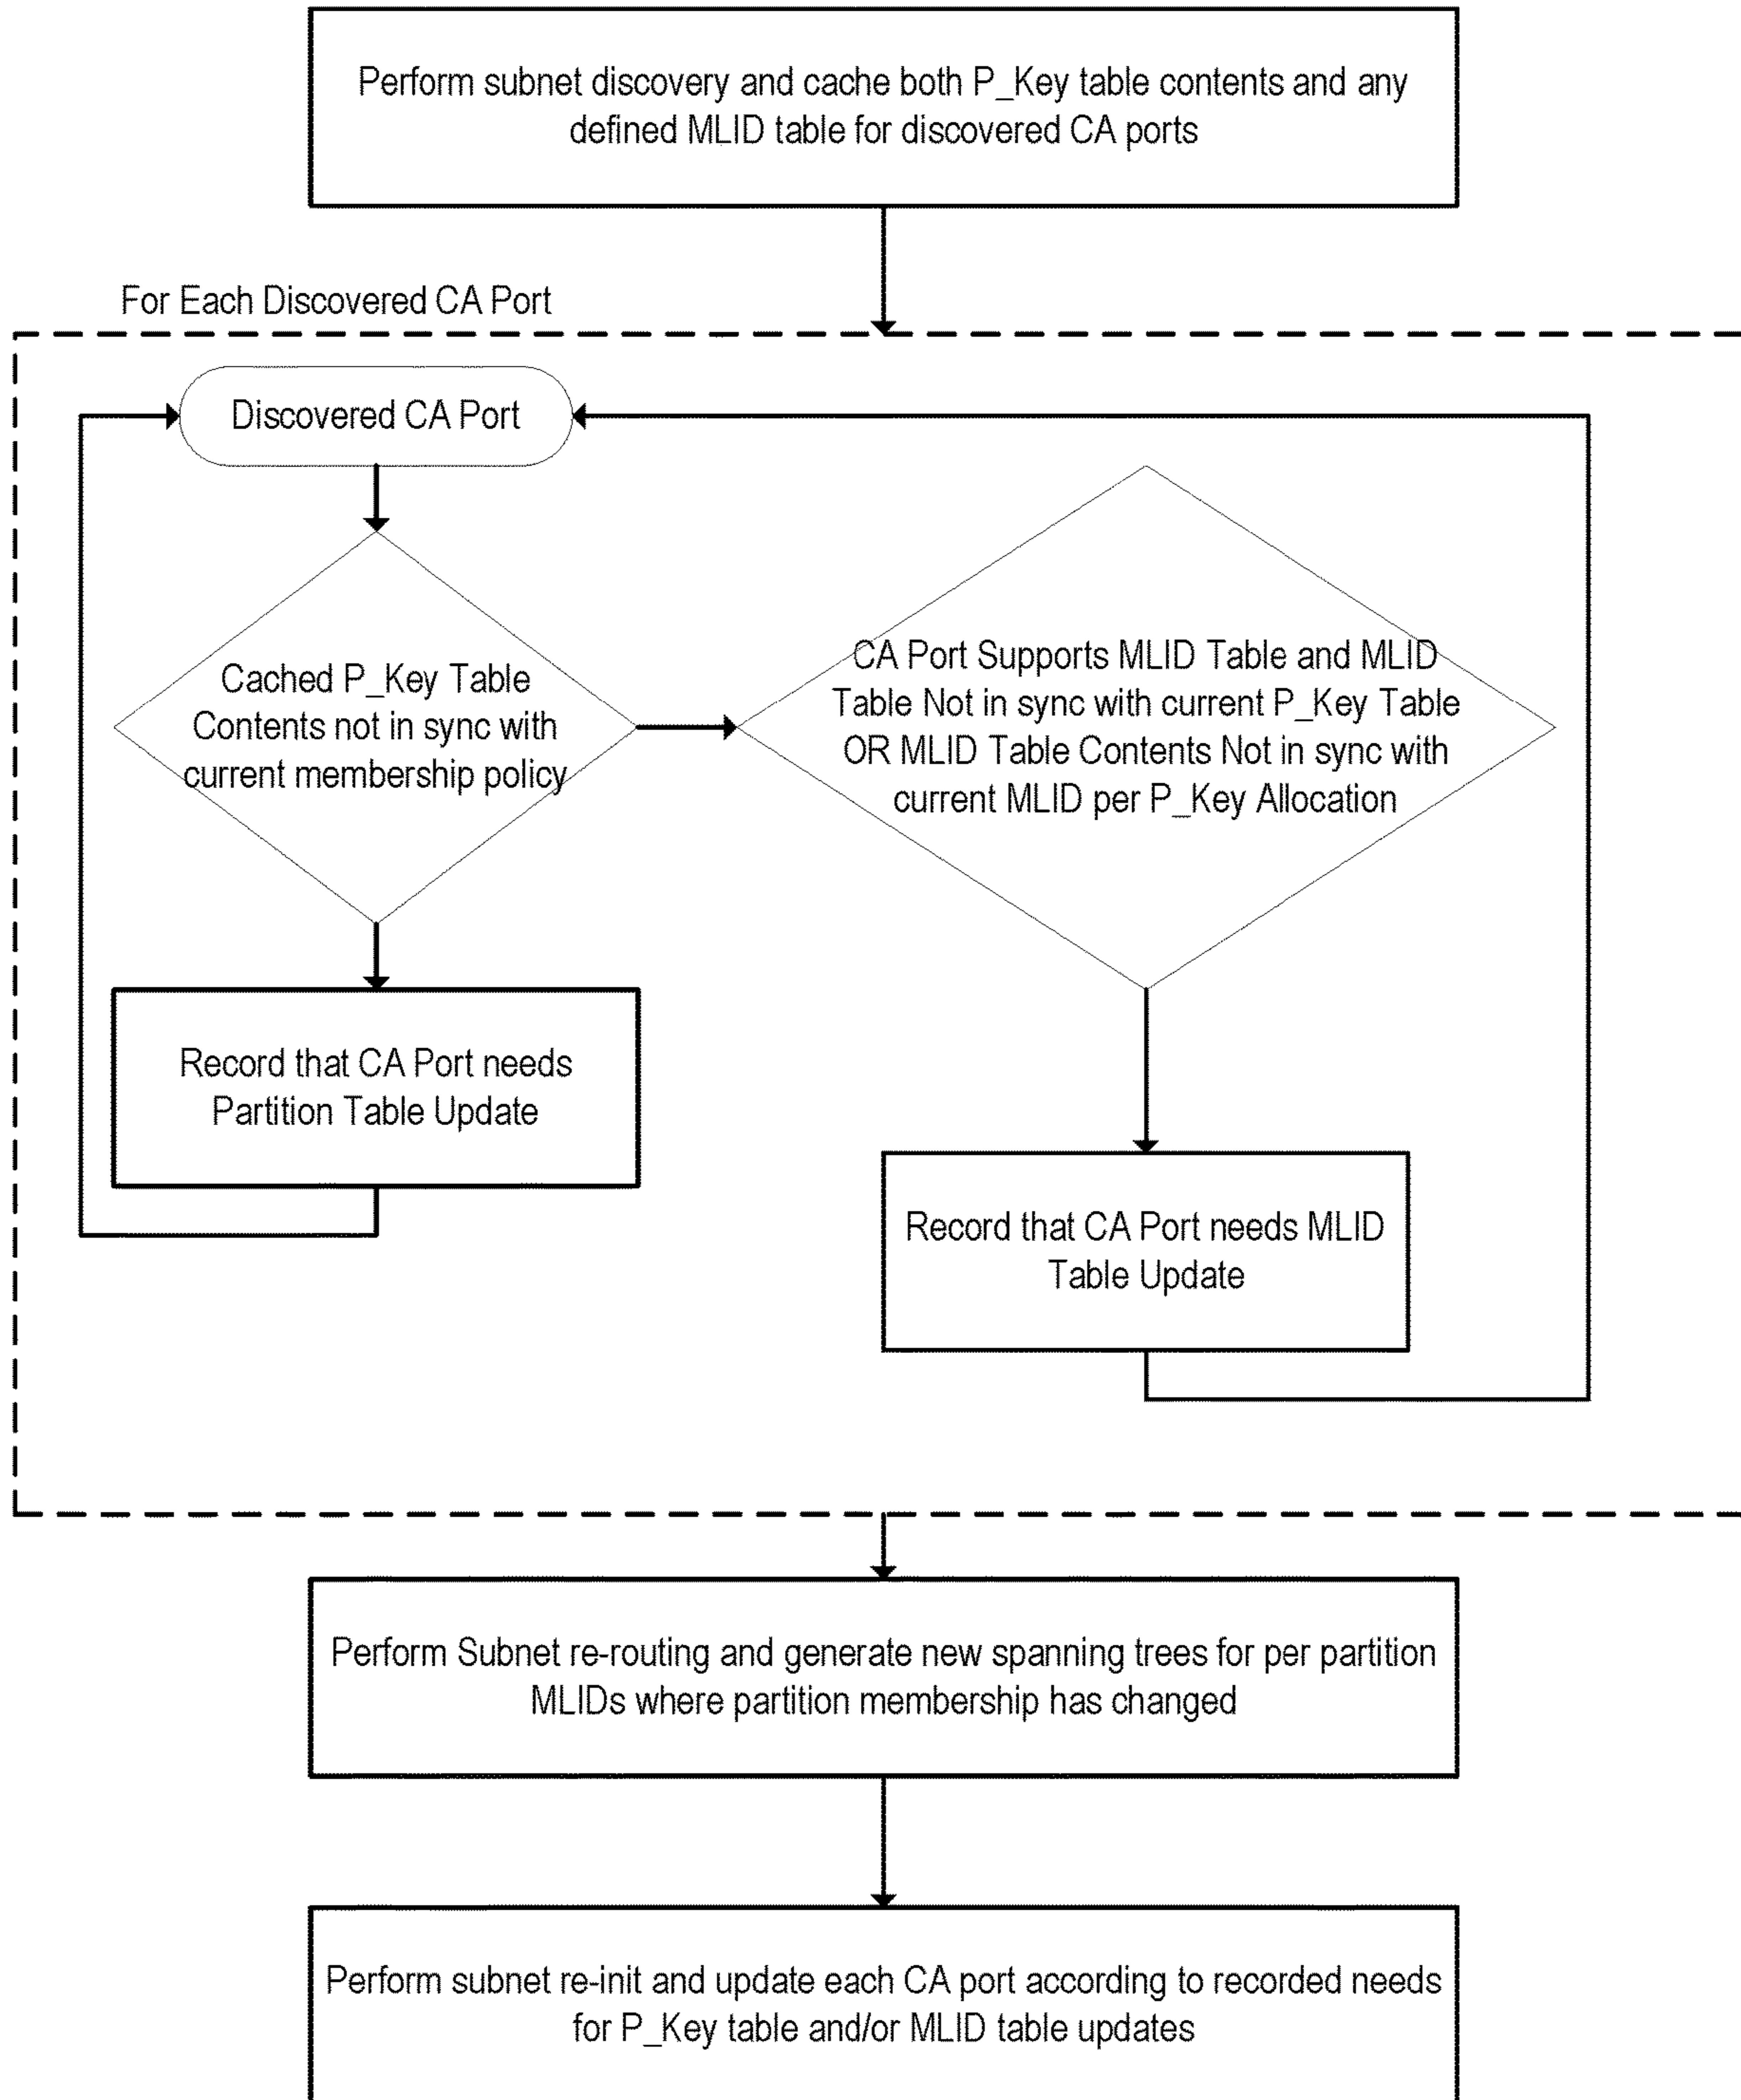 Perform subnet discovery and cache both P_Key table contents and any
defined MLID table for discovered CA ports
For Each Discovered CA Port
Discovered CA Port
Cached P_Key Table
Contents not in sync with
current membership policy
CA Port Supports MLID Table and MLID
Table Not in sync with current P_Key Table
OR MLID Table Contents Not in sync with
current MLID per P_Key Allocation
Record that CA Port needs
Partition Table Update
Record that CA Port needs MLID
Table Update
Perform Subnet re-routing and generate new spanning trees for per partition
MLIDs where partition membership has changed
Perform subnet re-init and update each CA port according to recorded needs
for P_Key table and/or MLID table updates